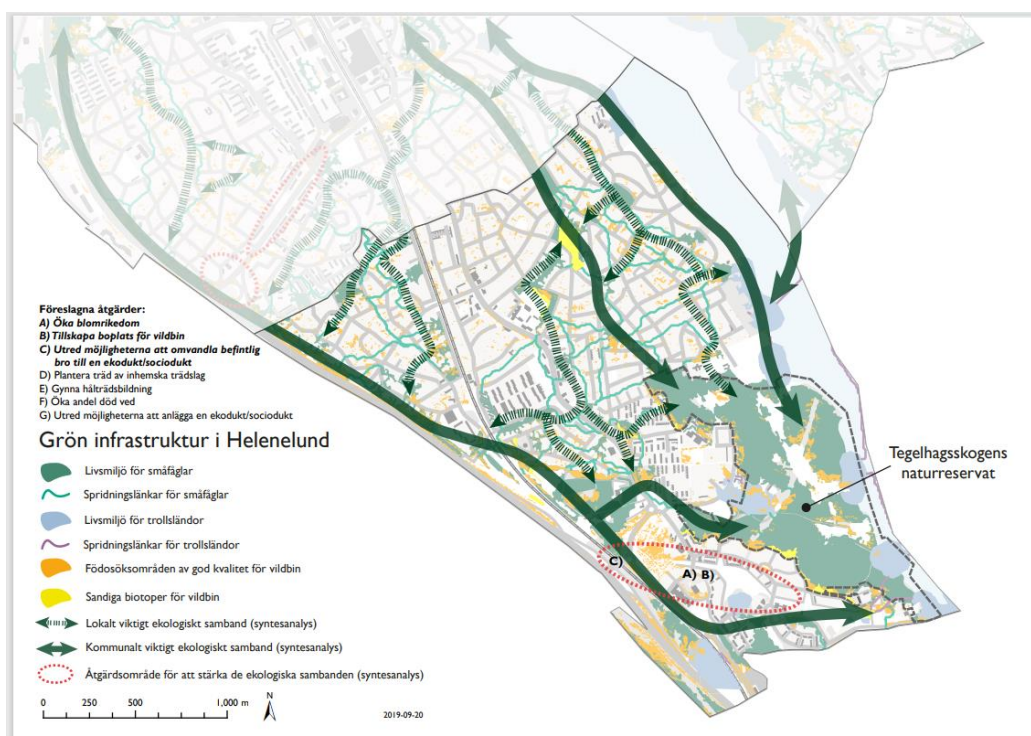 Föreslagna åtgärder:
A) Öka blomrikedom
B) Tillskapa boplats för vildbin
C) Utred möjligheterna att omvandla befintlig
bro till en ekodukt/sociodukt
D) Plantera träd av inhemska trädslag
E) Gynna hålträdsbildning
F) Öka andel död ved
G) Utred möjligheterna att anlägga en ekodukt/sociodukt
Grön infrastruktur i Helenelund
Livsmiljö för småfåglar
Spridningslänkar för småfåglar
Livsmiljö för trollsländor
Spridningslänkar för trollsländor
Födosöksområden av god kvalitet för vildbin
Sandiga biotoper för vildbin
Lokalt viktigt ekologiskt samband (syntesanalys)
Kommunalt viktigt ekologiskt samband (syntesanalys)
Åtgärdsområde för att stärka de ekologiska sambanden (syntesanalys)
0 250 500 1,000 m
N
2019-09-20
Tegelhagsskogens
naturreservat
C)
A) B)